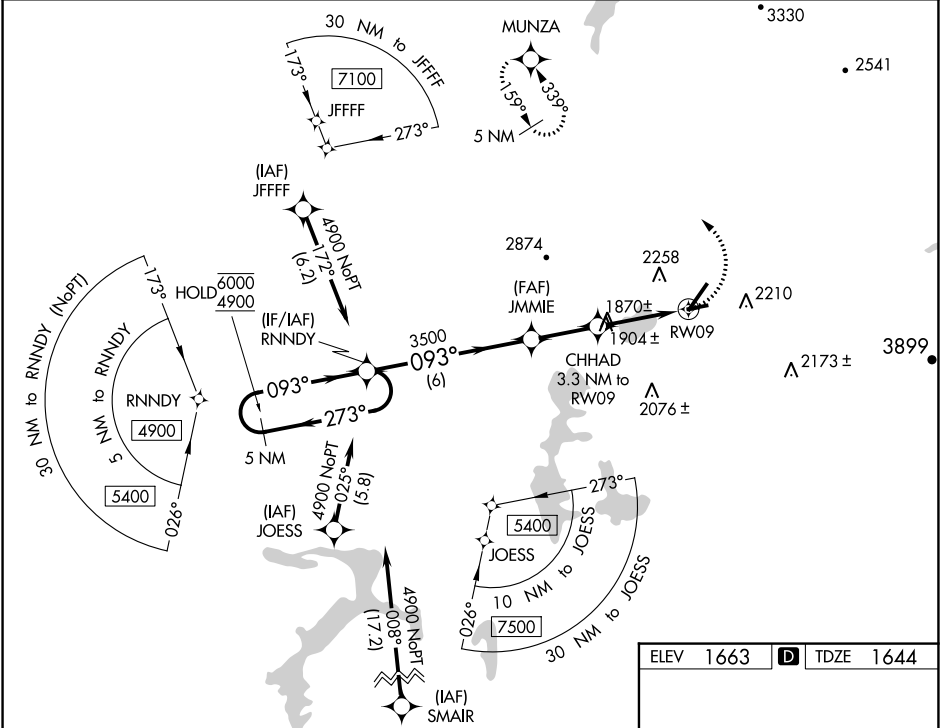 30 NM to JFFFF
173°
7100
JFFFF
273°
MUNZA
159°
339°
5 NM
3330
2541
(IAF)
JFFFF
4900 NoPT
172°
(6.2)
2874
2258
2210
HOLD 6000
4900
(IF/IAF)
RNNDY
3500
093°
(6)
(FAF)
JMMIE
1870±
1904±
RW09
CHHAD
3.3 NM to
RW09
2173±
3899
2076±
30 NM to RNNDY (NoPT)
173°
5 NM to RNNDY
RNNDY
4900
5400
026°
093°
273°
5 NM
4900 NoPT
025°
(5.8)
(IAF)
JOESS
273°
5400
JOESS
10 NM to JOESS
026°
7500
30 NM to JOESS
4900 NoPT
008°
(17.2)
(IAF)
SMAIR
ELEV 1663 D TDZE 1644